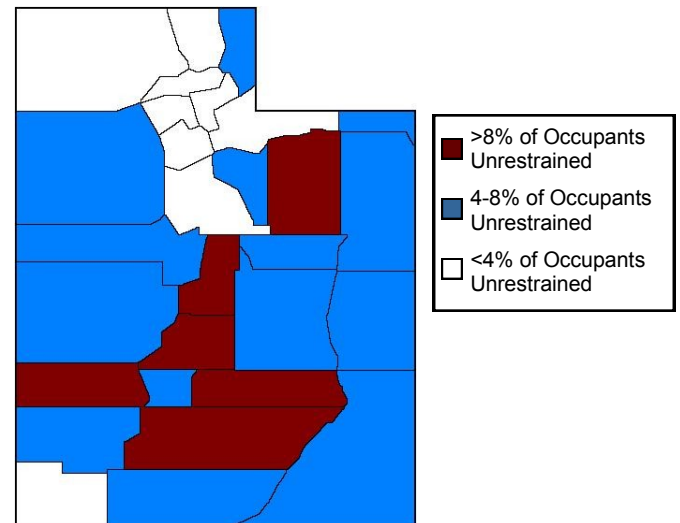 >8% of Occupants
Unrestrained
4-8% of Occupants
Unrestrained
<4% of Occupants
Unrestrained